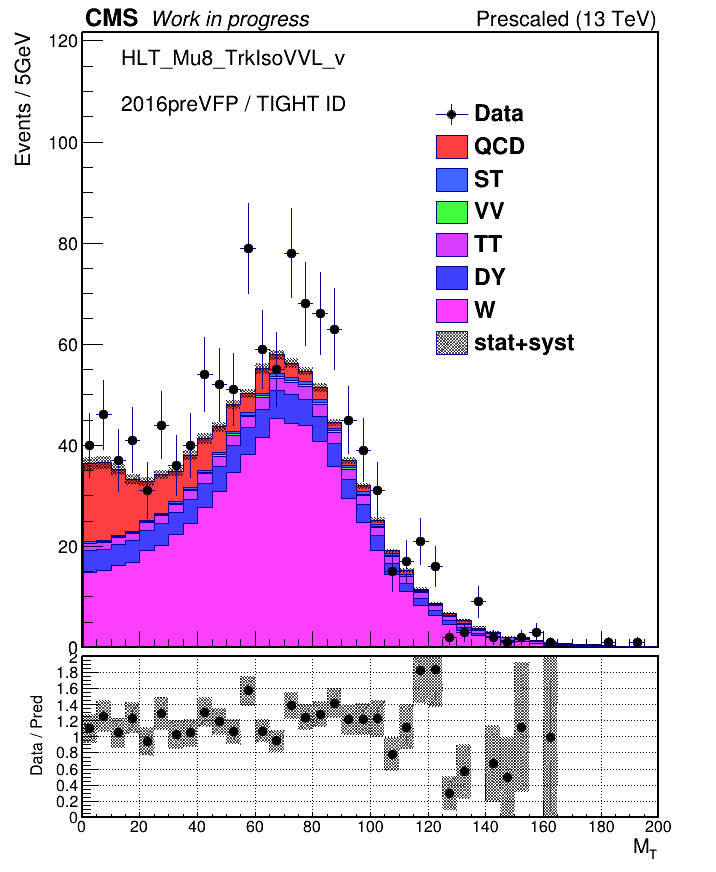 CMS Work in progress Prescaled (13 TeV)
Events / 5GeV
HLT_Mu8_TrkIsoVVL_v
2016preVFP / TIGHT ID
Data
QCD
ST
VV
TT
DY
W
stat+syst
120
100
80
60
40
20
0
Data / Pred
2
1.8
1.6
1.4
1.2
1
0.8
0.6
0.4
0.2
0
0 20 40 60 80 100 120 140 160 180 200
M_T